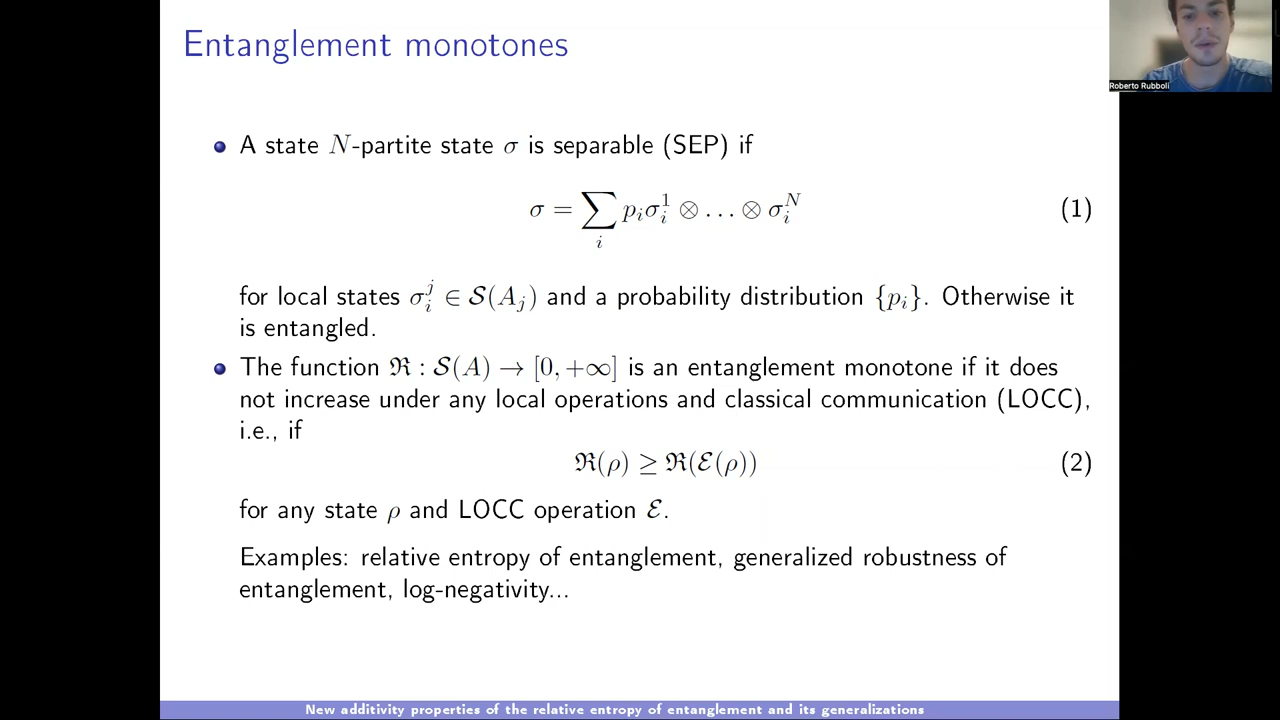 Entanglement monotones
Roberto Rubboli
A state N-partite state σ is separable (SEP) if
σ = ∑_i p_i σ_i^1 ⊗ … ⊗ σ_i^N (1)
for local states σ_i^j ∈ 𝒮(A_j) and a probability distribution {p_i}. Otherwise it
is entangled.
The function ℜ : 𝒮(A) → [0, +∞] is an entanglement monotone if it does
not increase under any local operations and classical communication (LOCC),
i.e., if
ℜ(ρ) ≥ ℜ(ℰ(ρ)) (2)
for any state ρ and LOCC operation ℰ.
Examples: relative entropy of entanglement, generalized robustness of
entanglement, log-negativity...
New additivity properties of the relative entropy of entanglement and its generalizations